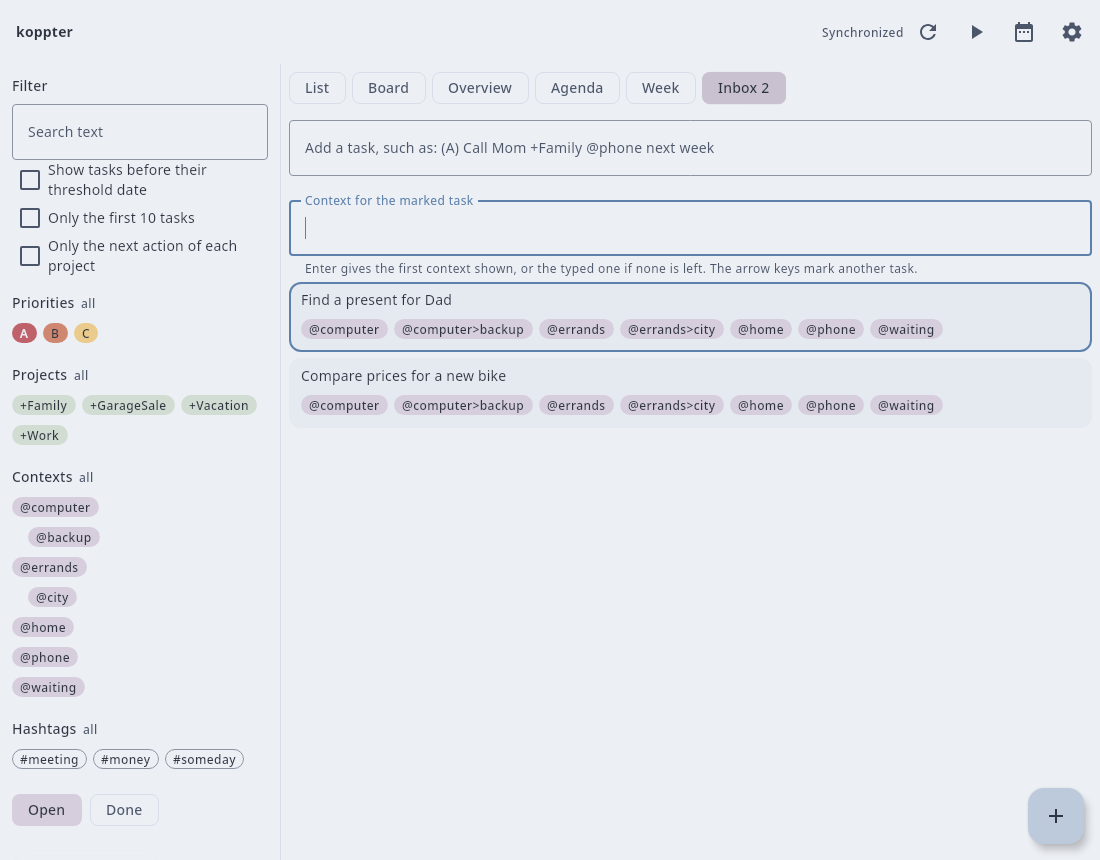 koppter
Synchronized
Filter
Search text
Show tasks before their
threshold date
Only the first 10 tasks
Only the next action of each
project
Priorities all
A B C
Projects all
+Family +GarageSale +Vacation
+Work
Contexts all
@computer
@backup
@errands
@city
@home
@phone
@waiting
Hashtags all
#meeting #money #someday
Open Done
List Board Overview Agenda Week Inbox 2
Add a task, such as: (A) Call Mom +Family @phone next week
Context for the marked task
Enter gives the first context shown, or the typed one if none is left. The arrow keys mark another task.
Find a present for Dad
@computer @computer>backup @errands @errands>city @home @phone @waiting
Compare prices for a new bike
@computer @computer>backup @errands @errands>city @home @phone @waiting
+